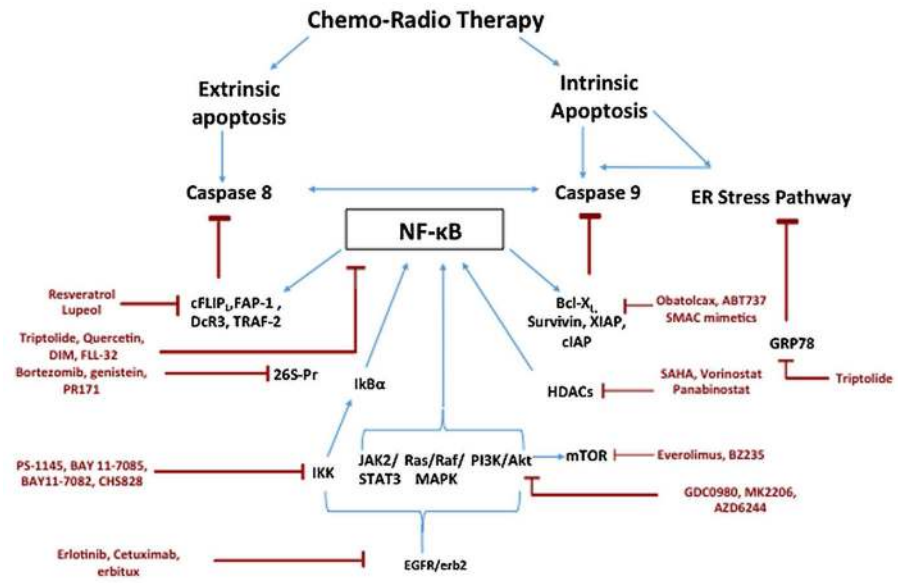 Chemo-Radio Therapy
Extrinsic
apoptosis
Intrinsic
Apoptosis
Caspase 8
Caspase 9
ER Stress Pathway
NF-κB
Resveratrol
Lupeol
cFLIPL,FAP-1 ,
DcR3, TRAF-2
Bcl-XL,
Survivin, XIAP,
cIAP
Obatolcax, ABT737
SMAC mimetics
Triptolide, Quercetin,
DIM, FLL-32
GRP78
Bortezomib, genistein,
PR171
26S-Pr
IkBα
HDACs
SAHA, Vorinostat
Panabinostat
Triptolide
PS-1145, BAY 11-7085,
BAY11-7082, CHS828
IKK
JAK2/
STAT3
Ras/Raf/
MAPK
PI3K/Akt
mTOR
Everolimus, BZ235
GDC0980, MK2206,
AZD6244
Erlotinib, Cetuximab,
erbitux
EGFR/erb2